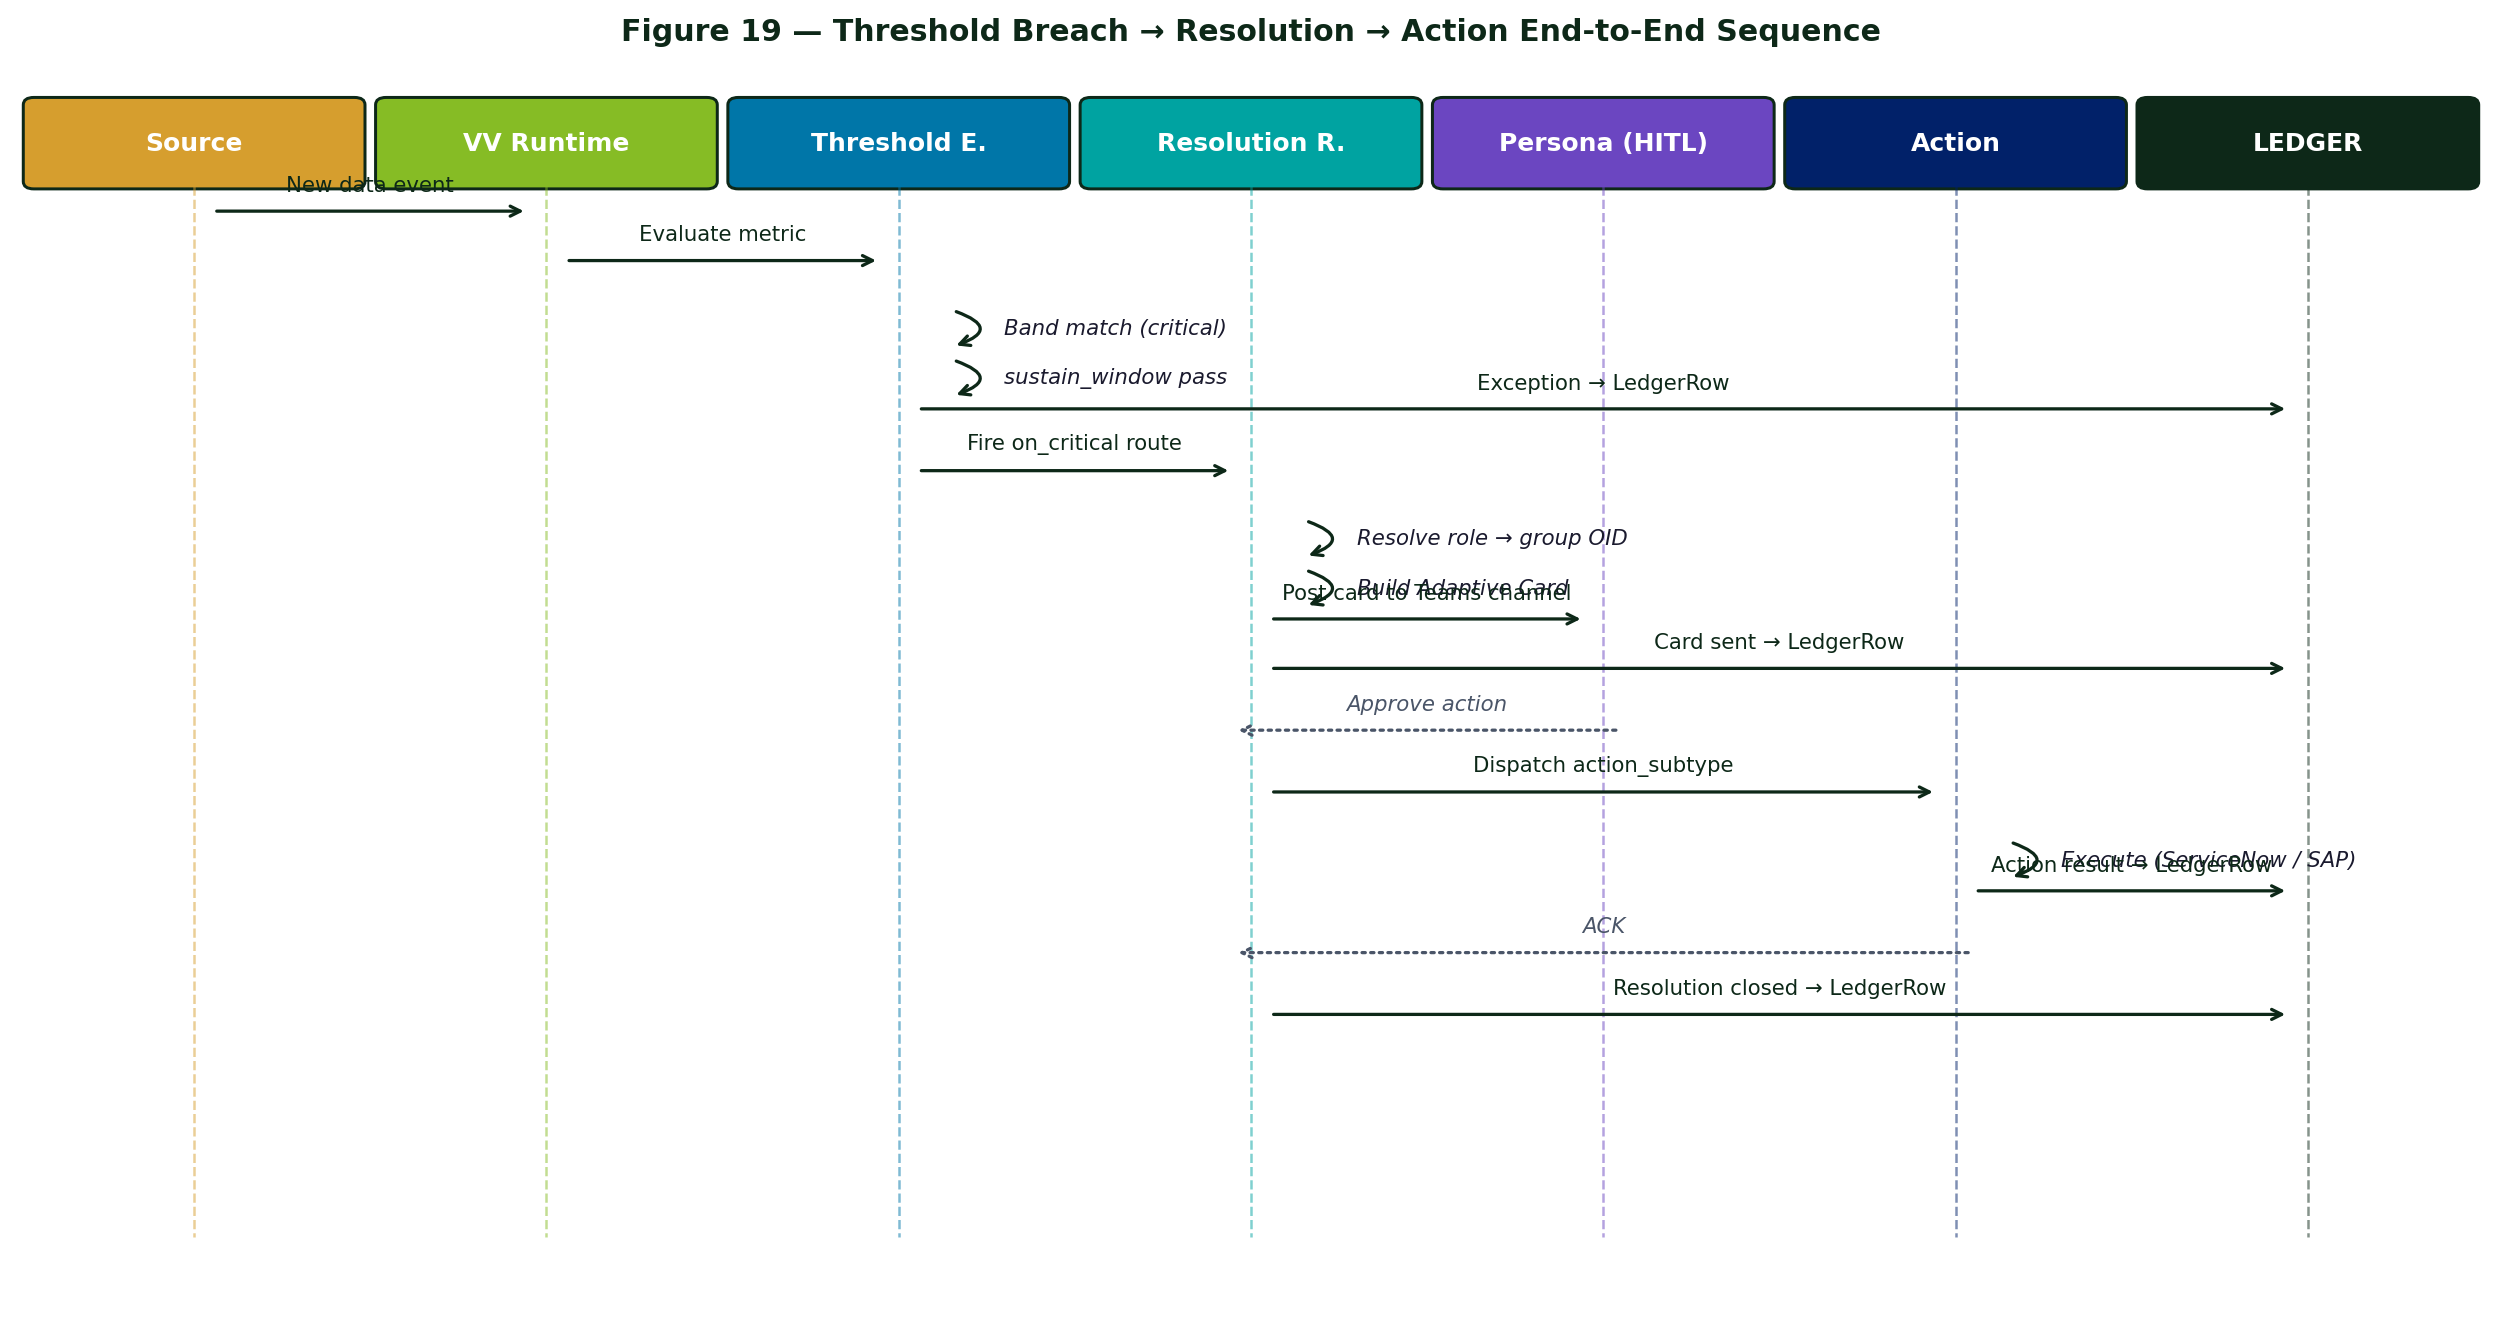 Figure 19 — Threshold Breach → Resolution → Action End-to-End Sequence
Source
VV Runtime
Threshold E.
Resolution R.
Persona (HITL)
Action
LEDGER
New data event
Evaluate metric
Band match (critical)
sustain_window pass
Exception → LedgerRow
Fire on_critical route
Resolve role → group OID
Build Adaptive Card
Post card to Teams channel
Card sent → LedgerRow
Approve action
Dispatch action_subtype
Execute (ServiceNow / SAP)
Action result → LedgerRow
ACK
Resolution closed → LedgerRow